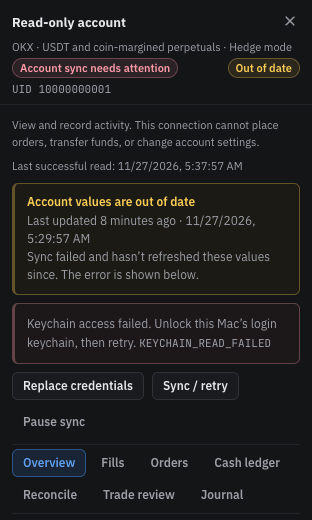 Read-only account
OKX · USDT and coin-margined perpetuals · Hedge mode
Account sync needs attention
Out of date
UID 10000000001
View and record activity. This connection cannot place
orders, transfer funds, or change account settings.
Last successful read: 11/27/2026, 5:37:57 AM
Account values are out of date
Last updated 8 minutes ago · 11/27/2026,
5:29:57 AM
Sync failed and hasn’t refreshed these values
since. The error is shown below.
Keychain access failed. Unlock this Mac’s login
keychain, then retry. KEYCHAIN_READ_FAILED
Replace credentials
Sync / retry
Pause sync
Overview
Fills
Orders
Cash ledger
Reconcile
Trade review
Journal